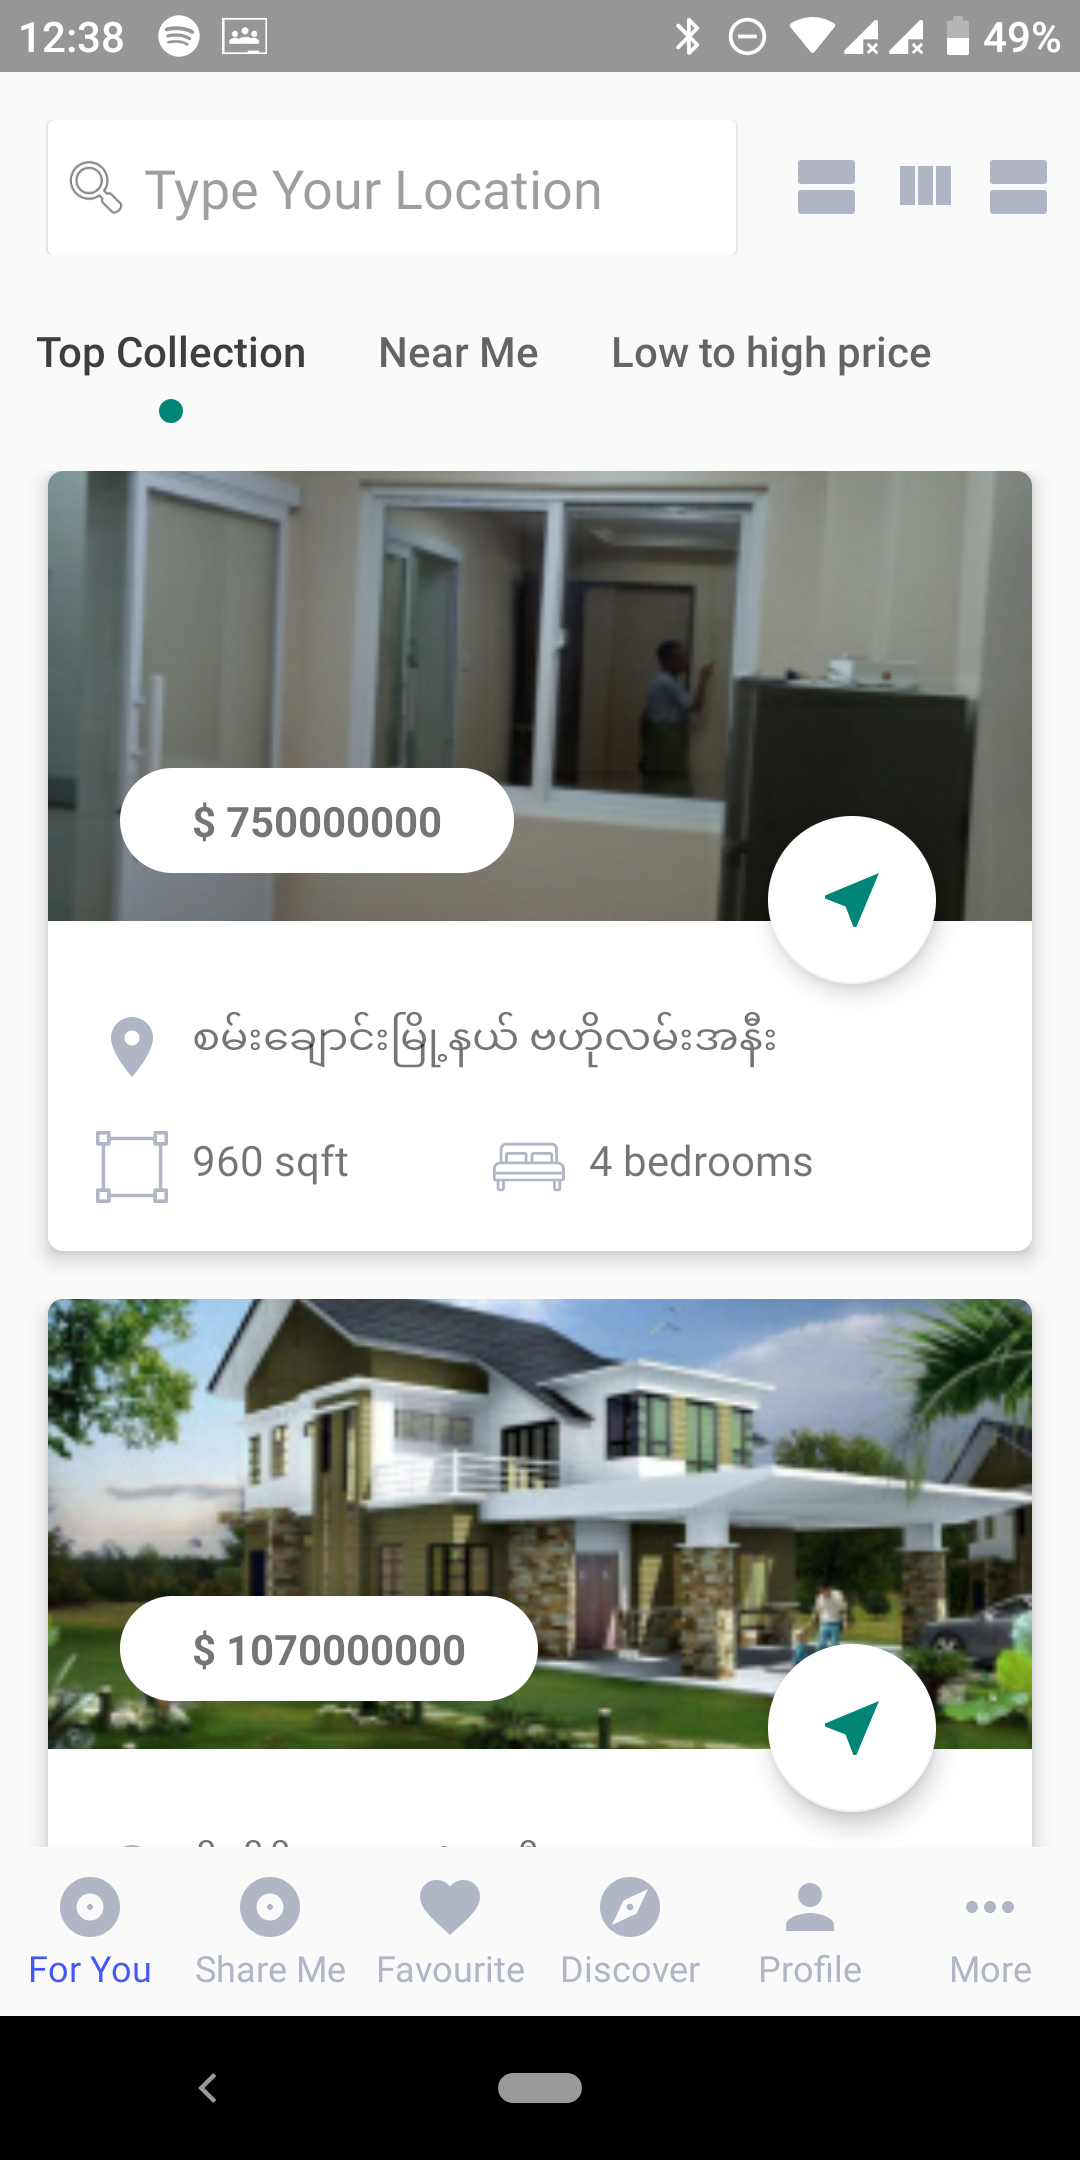 12:38
49%
Type Your Location
Top Collection
Near Me
Low to high price
$ 750000000
စမ်းချောင်းမြို့နယ် ဗဟိုလမ်းအနီး
960 sqft
4 bedrooms
$ 1070000000
For You
Share Me
Favourite
Discover
Profile
More